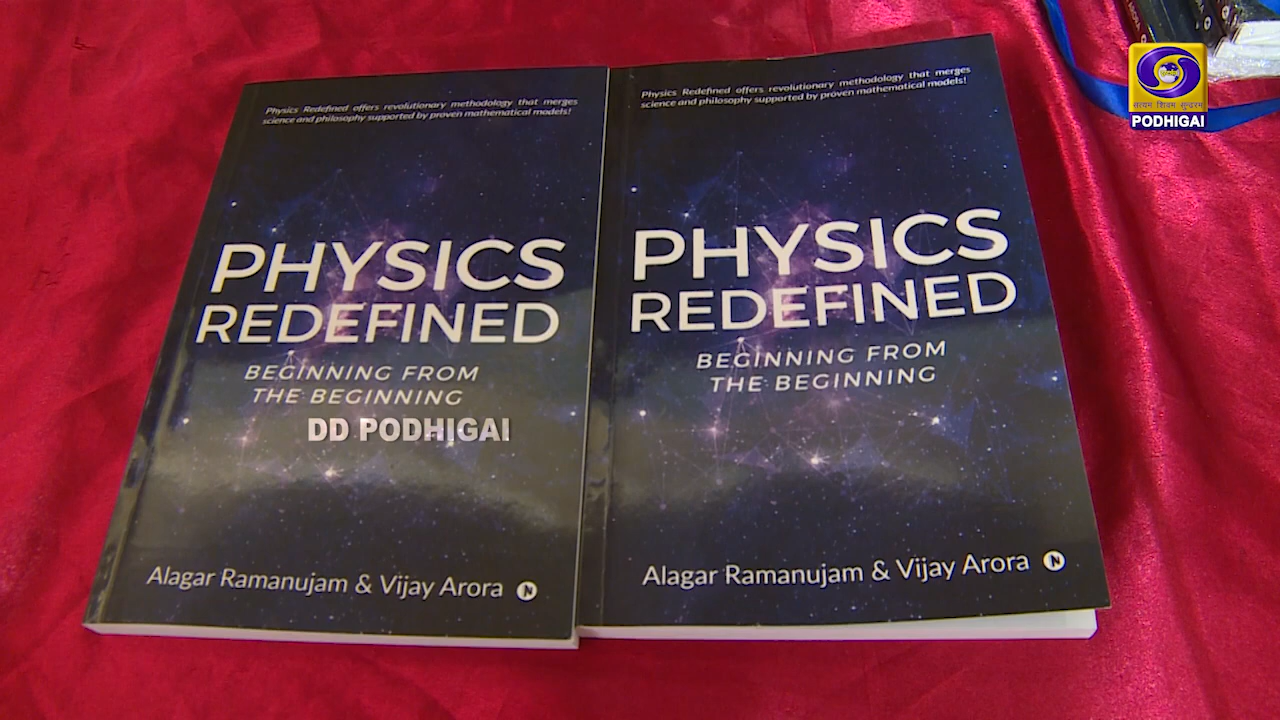 Physics Redefined offers revolutionary methodology that merges
science and philosophy supported by proven mathematical models!
PHYSICS
REDEFINED
BEGINNING FROM
THE BEGINNING
DD PODHIGAI
Alagar Ramanujam & Vijay Arora N
Physics Redefined offers revolutionary methodology that merges
science and philosophy supported by proven mathematical models!
PHYSICS
REDEFINED
BEGINNING FROM
THE BEGINNING
Alagar Ramanujam & Vijay Arora N
सत्यम शिवम सुन्दरम
PODHIGAI